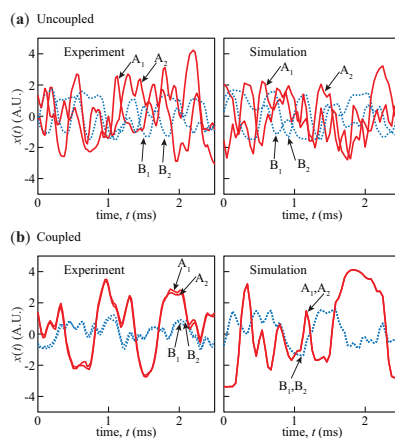 (a) Uncoupled
Experiment
A1
A2
B1
B2
4
2
0
-2
-4
x(t) (A.U.)
0
1
2
time, t (ms)
Simulation
A1
A2
B1
B2
0
1
2
time, t (ms)
(b) Coupled
Experiment
A1
A2
B1
B2
4
2
0
-2
-4
x(t) (A.U.)
0
1
2
time, t (ms)
Simulation
A1,A2
B1,B2
0
1
2
time, t (ms)